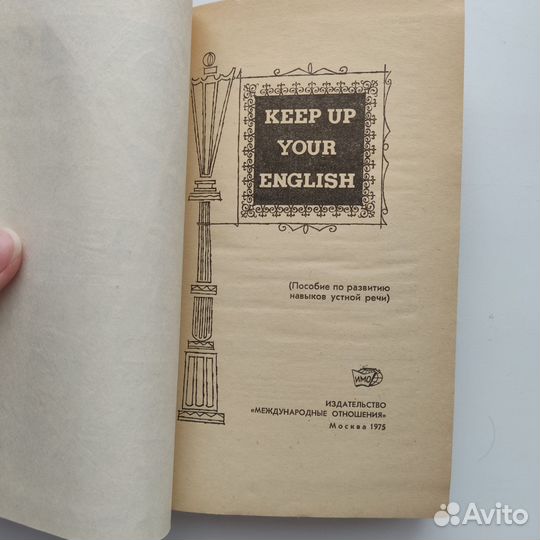 KEEP UP
YOUR
ENGLISH
(Пособие по развитию
навыков устной речи)
ИМО
ИЗДАТЕЛЬСТВО
«МЕЖДУНАРОДНЫЕ ОТНОШЕНИЯ»
Москва 1975
Avito